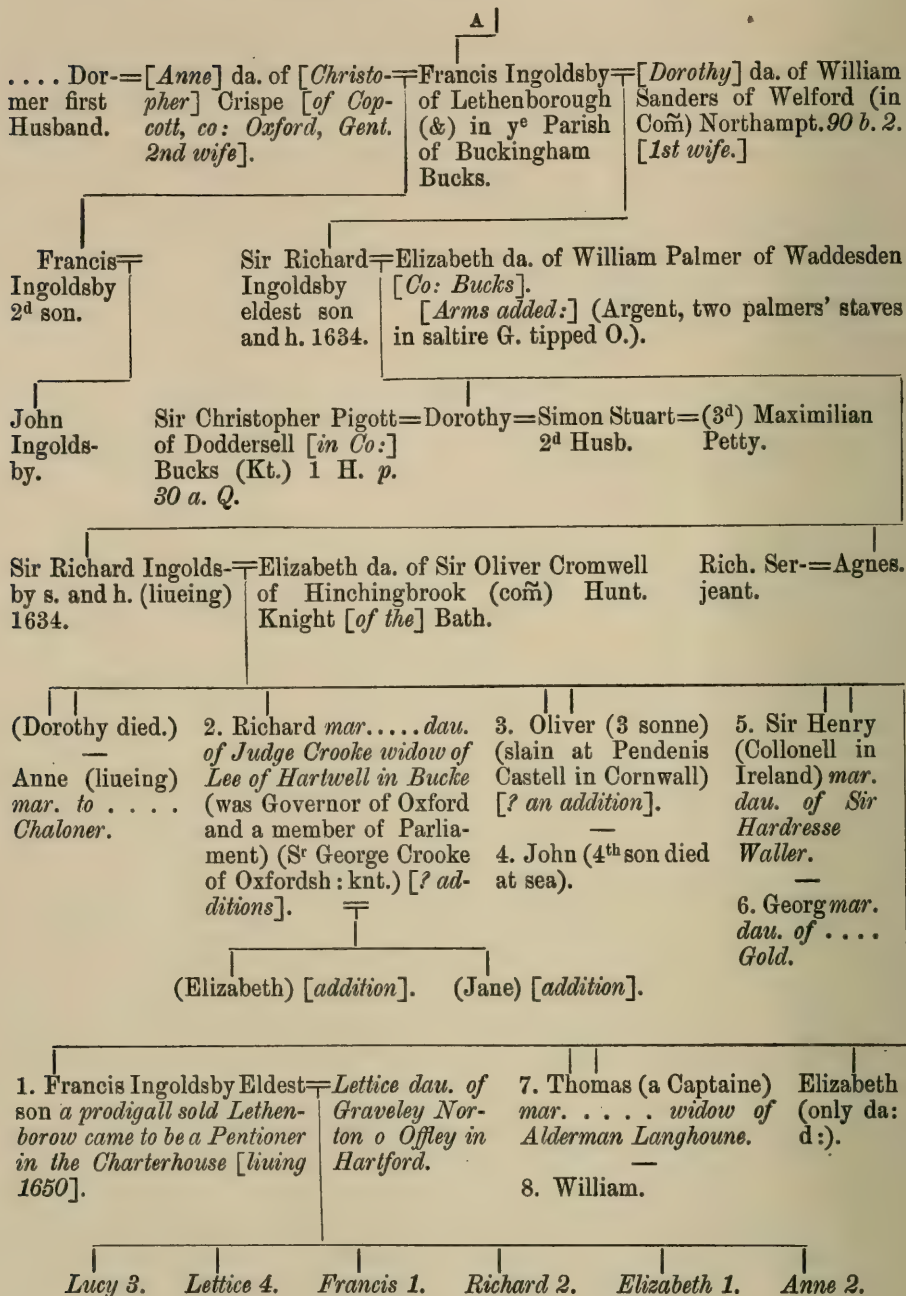 A
. . . . Dor-
mer first
Husband.
[Anne] da. of [Christo-
pher] Crispe [of Cop-
cott, co: Oxford, Gent.
2nd wife].
Francis Ingoldsby
of Lethenborough
(&) in yᵉ Parish
of Buckingham
Bucks.
[Dorothy] da. of William
Sanders of Welford (in
Com̃) Northampt. 90 b. 2.
[1st wife.]
Francis
Ingoldsby
2ᵈ son.
Sir Richard
Ingoldsby
eldest son
and h. 1634.
Elizabeth da. of William Palmer of Waddesden
[Co: Bucks].
[Arms added:] (Argent, two palmers' staves
in saltire G. tipped O.).
John
Ingolds-
by.
Sir Christopher Pigott
of Doddersell [in Co:]
Bucks (Kt.) 1 H. p.
30 a. Q.
Dorothy
Simon Stuart
2ᵈ Husb.
(3ᵈ) Maximilian
Petty.
Sir Richard Ingolds-
by s. and h. (liueing)
1634.
Elizabeth da. of Sir Oliver Cromwell
of Hinchingbrook (com̃) Hunt.
Knight [of the] Bath.
Rich. Ser-
jeant.
Agnes.
(Dorothy died.)
—
Anne (liueing)
mar. to . . . .
Chaloner.
2. Richard mar. . . . . dau.
of Judge Crooke widow of
Lee of Hartwell in Bucke
(was Governor of Oxford
and a member of Parlia-
ment) (Sʳ George Crooke
of Oxfordsh : knt.) [? ad-
ditions].
3. Oliver (3 sonne)
(slain at Pendenis
Castell in Cornwall)
[? an addition].
—
4. John (4ᵗʰ son died
at sea).
5. Sir Henry
(Collonell in
Ireland) mar.
dau. of Sir
Hardresse
Waller.
—
6. Georg mar.
dau. of . . . .
Gold.
(Elizabeth) [addition].
(Jane) [addition].
1. Francis Ingoldsby Eldest
son a prodigall sold Lethen-
borow came to be a Pentioner
in the Charterhouse [liuing
1650].
Lettice dau. of
Graveley Nor-
ton o Offley in
Hartford.
7. Thomas (a Captaine)
mar. . . . . widow of
Alderman Langhoune.
—
8. William.
Elizabeth
(only da:
d:).
Lucy 3. Lettice 4. Francis 1. Richard 2. Elizabeth 1. Anne 2.